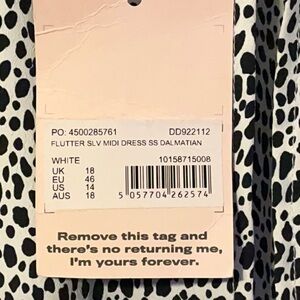 PO: 4500285761 DD922112
FLUTTER SLV MIDI DRESS SS DALMATIAN
WHITE 10158715008
UK 18
EU 46
US 14
AUS 18
5 057704 262574
Remove this tag and
there's no returning me,
I'm yours forever.